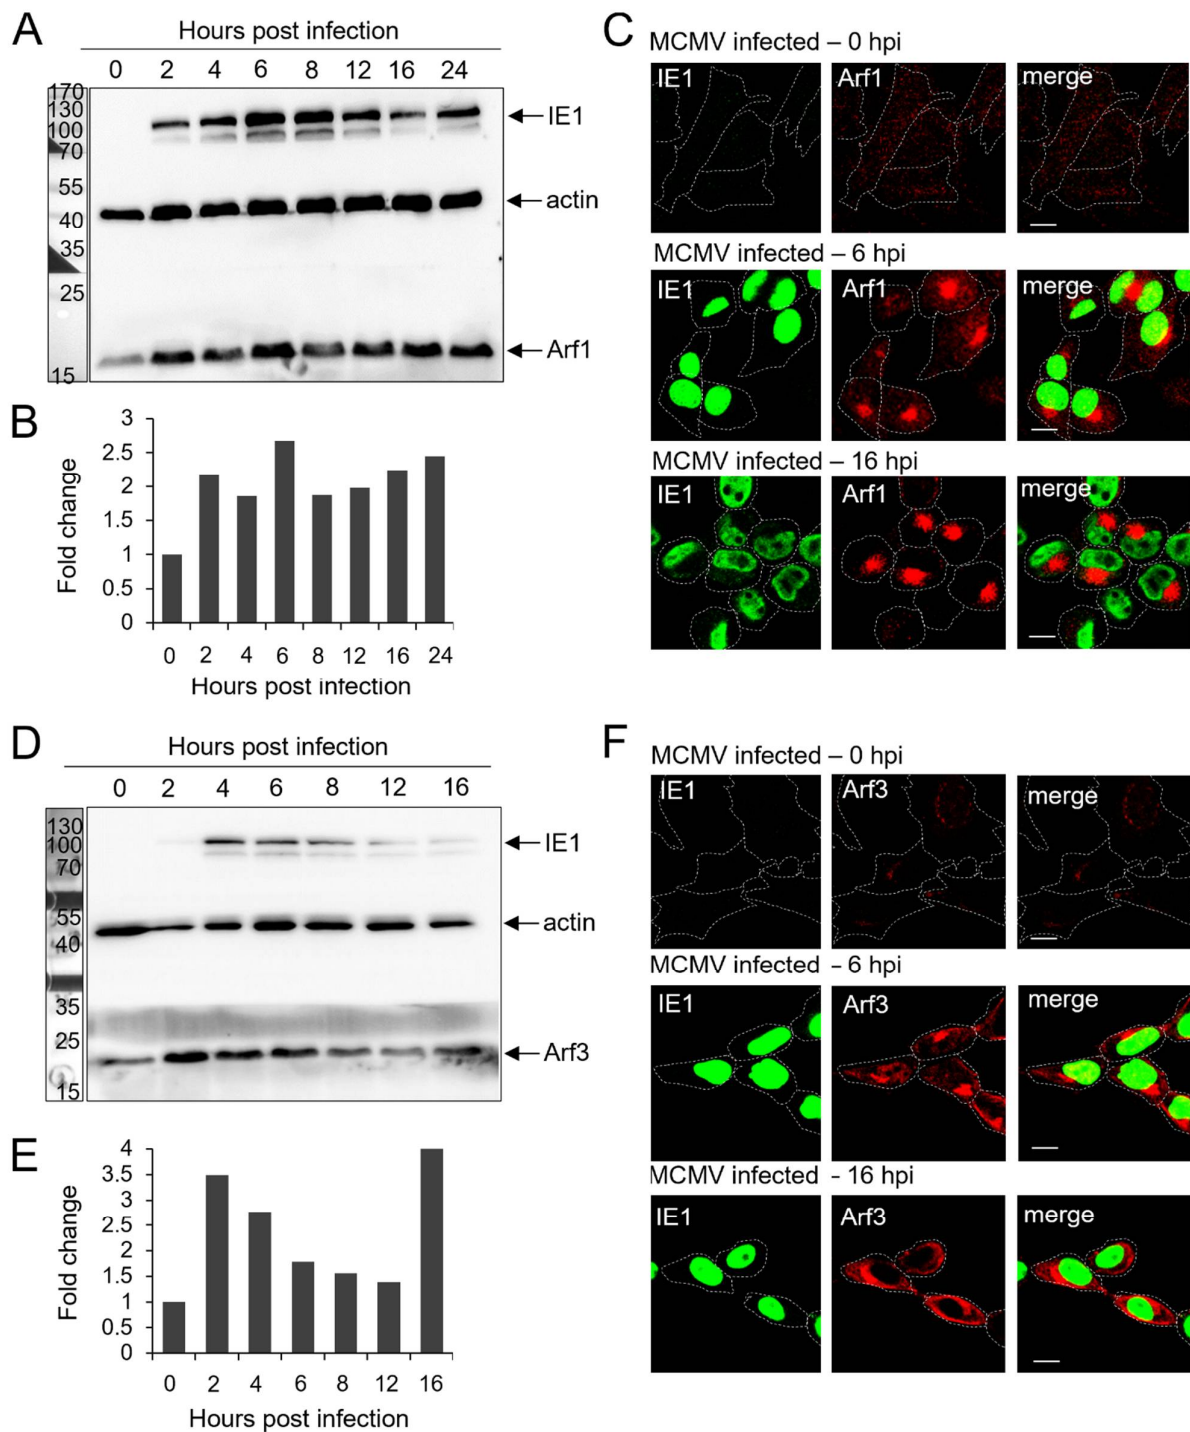 A
Hours post infection
0 2 4 6 8 12 16 24
170
130
100
70
55
40
35
25
15
IE1
actin
Arf1
B
Fold change
3
2.5
2
1.5
1
0.5
0
0 2 4 6 8 12 16 24
Hours post infection
C
MCMV infected – 0 hpi
IE1 Arf1 merge
MCMV infected – 6 hpi
IE1 Arf1 merge
MCMV infected – 16 hpi
IE1 Arf1 merge
D
Hours post infection
0 2 4 6 8 12 16
130
100
70
55
40
35
25
15
IE1
actin
Arf3
E
Fold change
4
3.5
3
2.5
2
1.5
1
0.5
0
0 2 4 6 8 12 16
Hours post infection
F
MCMV infected – 0 hpi
IE1 Arf3 merge
MCMV infected – 6 hpi
IE1 Arf3 merge
MCMV infected - 16 hpi
IE1 Arf3 merge